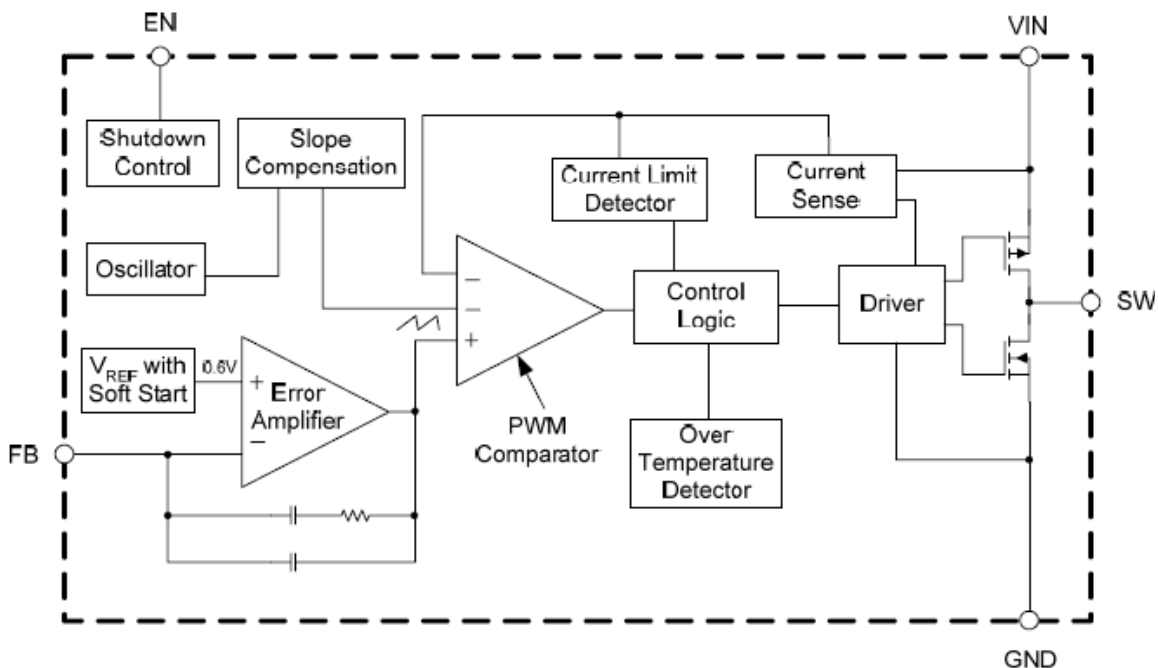 EN
VIN
Shutdown
Control
Slope
Compensation
Current Limit
Detector
Current
Sense
Oscillator
Control
Logic
Driver
SW
−
−
+
VREF with
Soft Start
0.6V
+
Error
Amplifier
−
PWM
Comparator
Over
Temperature
Detector
FB
GND